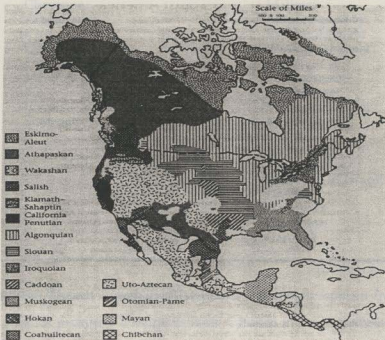 Scale of Miles
Eskimo-
Aleut
Athapaskan
Wakashan
Salish
Klamath-
Sahaptin
California
Penutian
Algonquian
Siouan
Iroquoian
Caddoan
Muskogean
Hokan
Coahuiltecan
Uto-Aztecan
Otomian-Pame
Mayan
Chibchan